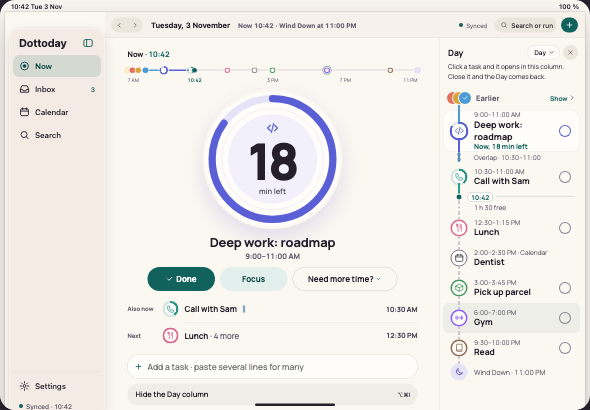 10:42 Tue 3 Nov
100 %
Dottoday
Now
Inbox 3
Calendar
Search
Settings
Synced · 10:42
Tuesday, 3 November Now 10:42 · Wind Down at 11:00 PM
Synced
Search or run
Now · 10:42
7 AM 10:42 3 PM 7 PM 11 PM
18
min left
Deep work: roadmap
9:00–11:00 AM
Done
Focus
Need more time?
Also now Call with Sam 10:30 AM
Next Lunch · 4 more 12:30 PM
+ Add a task · paste several lines for many
Hide the Day column
Day
Day
Click a task and it opens in this column.
Close it and the Day comes back.
Earlier Show
9:00–11:00 AM
Deep work:
roadmap
Now, 18 min left
Overlap · 10:30–11:00
10:30–11:00 AM
Call with Sam
10:42
1 h 30 free
12:30–1:15 PM
Lunch
2:00–2:30 PM · Calendar
Dentist
3:00–3:45 PM
Pick up parcel
6:00–7:00 PM
Gym
9:30–10:00 PM
Read
Wind Down · 11:00 PM